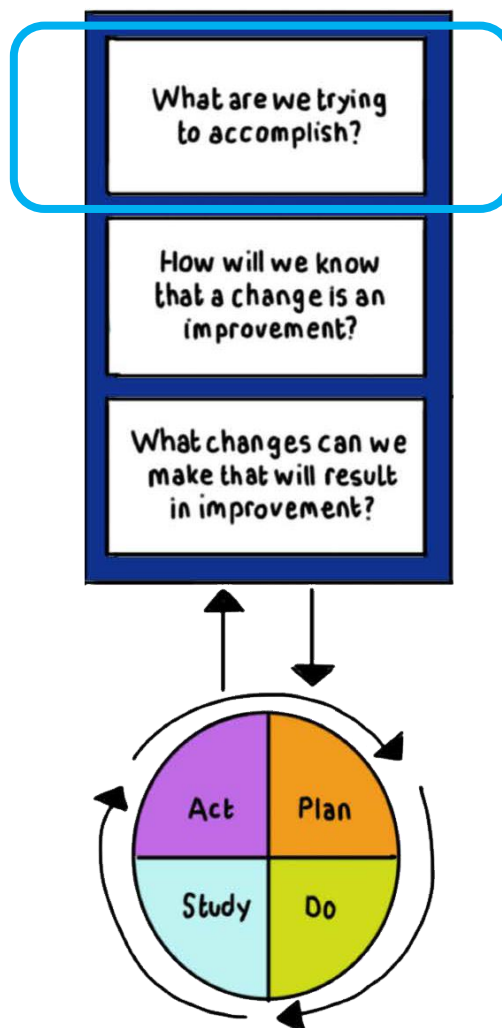 What are we trying
to accomplish?
How will we know
that a change is an
improvement?
What changes can we
make that will result
in improvement?
Act
Plan
Study
Do